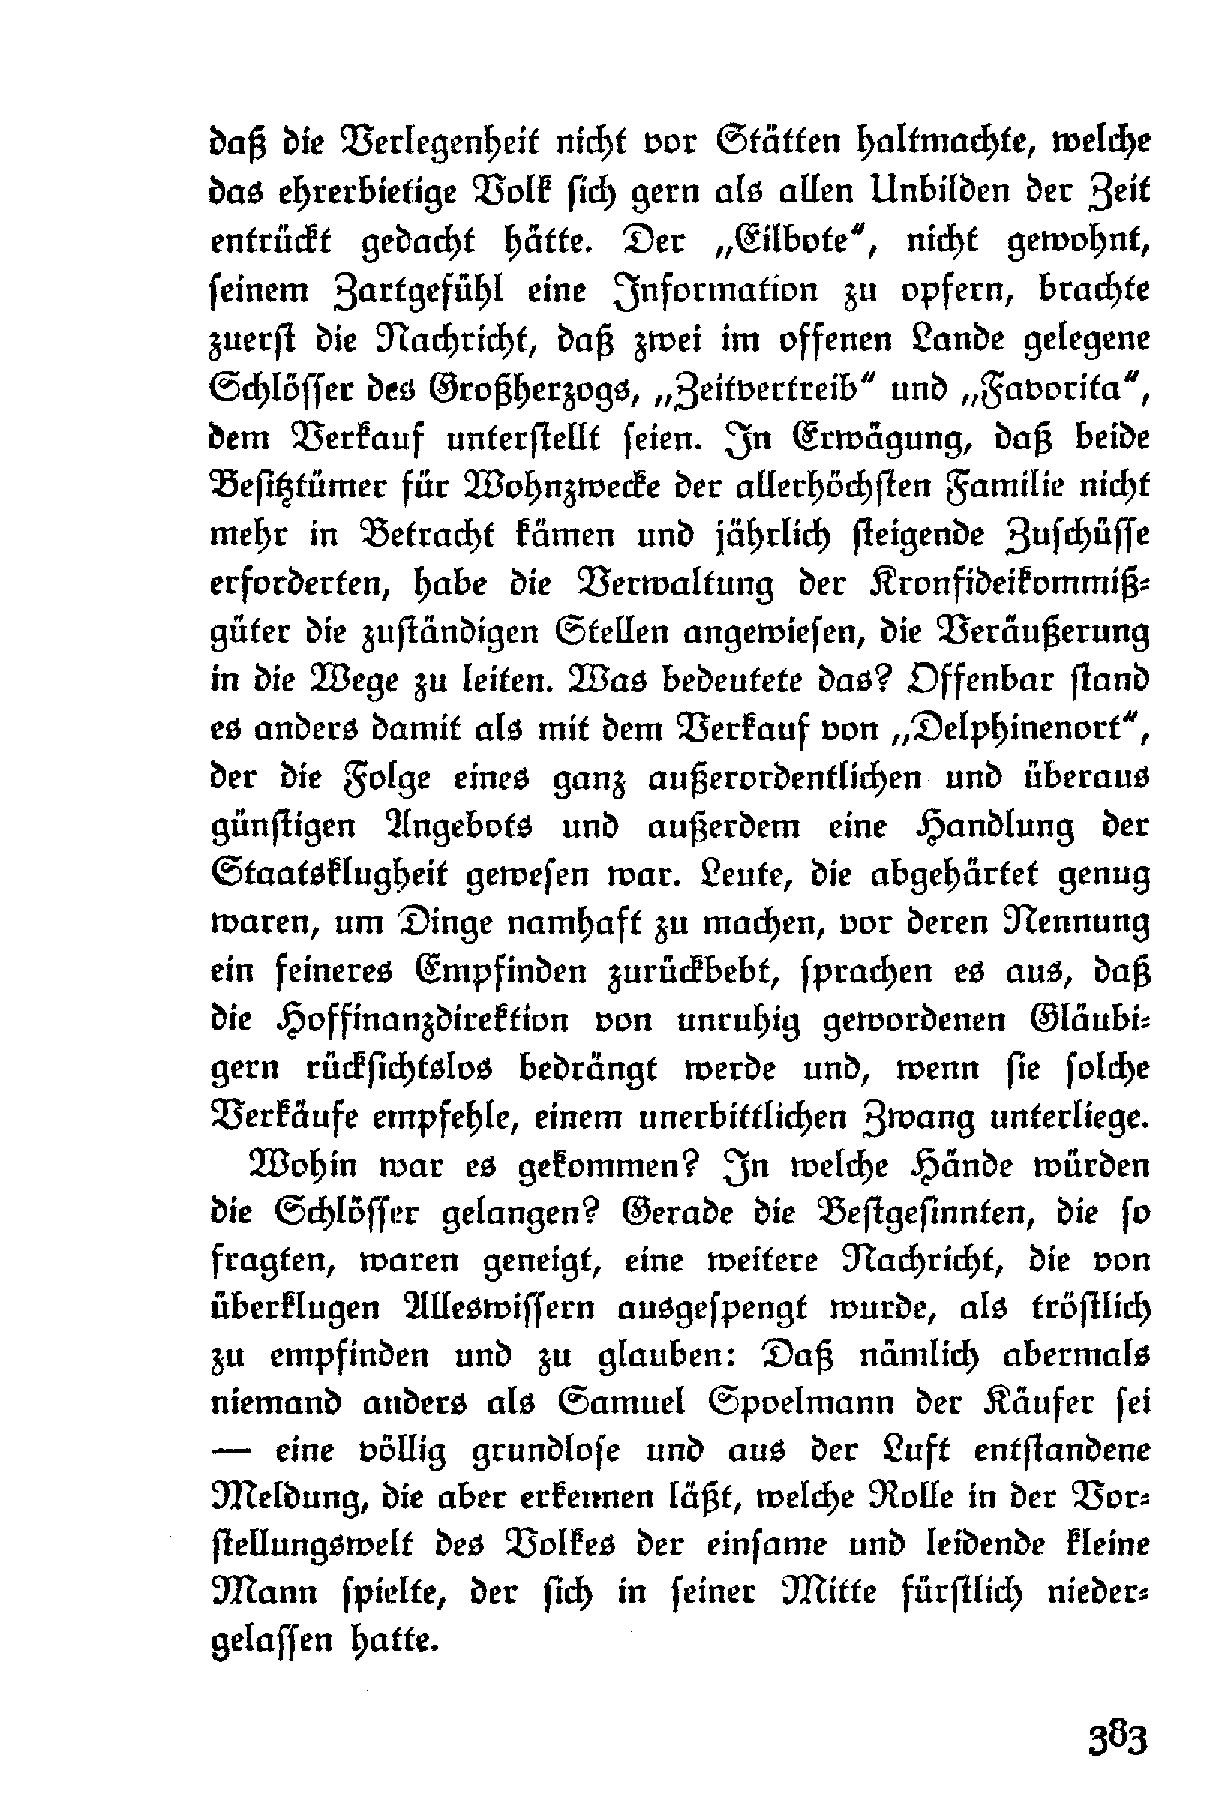 daß die Verlegenheit nicht vor Stätten haltmachte, welche
das ehrerbietige Volk sich gern als allen Unbilden der Zeit
entrückt gedacht hätte. Der „Eilbote“, nicht gewohnt,
seinem Zartgefühl eine Information zu opfern, brachte
zuerst die Nachricht, daß zwei im offenen Lande gelegene
Schlösser des Großherzogs, „Zeitvertreib“ und „Favorita“,
dem Verkauf unterstellt seien. In Erwägung, daß beide
Besitztümer für Wohnzwecke der allerhöchsten Familie nicht
mehr in Betracht kämen und jährlich steigende Zuschüsse
erforderten, habe die Verwaltung der Kronfideikommiß-
güter die zuständigen Stellen angewiesen, die Veräußerung
in die Wege zu leiten. Was bedeutete das? Offenbar stand
es anders damit als mit dem Verkauf von „Delphinenort“,
der die Folge eines ganz außerordentlichen und überaus
günstigen Angebots und außerdem eine Handlung der
Staatsklugheit gewesen war. Leute, die abgehärtet genug
waren, um Dinge namhaft zu machen, vor deren Nennung
ein feineres Empfinden zurückbebt, sprachen es aus, daß
die Hoffinanzdirektion von unruhig gewordenen Gläubi-
gern rücksichtslos bedrängt werde und, wenn sie solche
Verkäufe empfehle, einem unerbittlichen Zwang unterliege.
Wohin war es gekommen? In welche Hände würden
die Schlösser gelangen? Gerade die Bestgesinnten, die so
fragten, waren geneigt, eine weitere Nachricht, die von
überklugen Alleswissern ausgespengt wurde, als tröstlich
zu empfinden und zu glauben: Daß nämlich abermals
niemand anders als Samuel Spoelmann der Käufer sei
— eine völlig grundlose und aus der Luft entstandene
Meldung, die aber erkennen läßt, welche Rolle in der Vor-
stellungswelt des Volkes der einsame und leidende kleine
Mann spielte, der sich in seiner Mitte fürstlich nieder-
gelassen hatte.
383